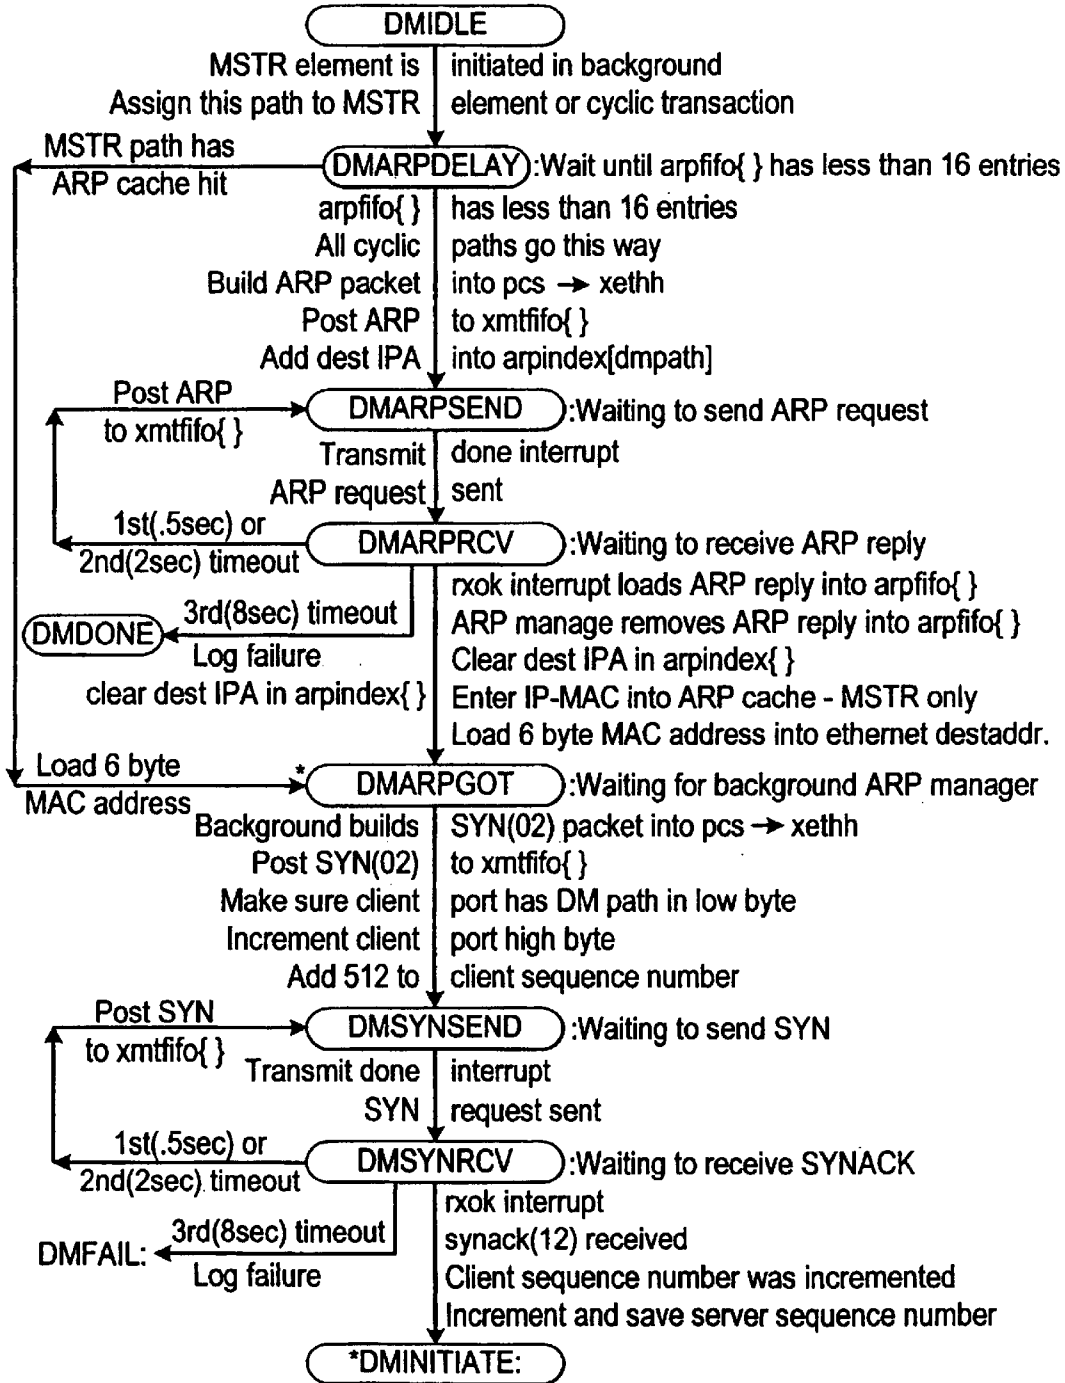 DMIDLE
MSTR element is initiated in background
Assign this path to MSTR element or cyclic transaction
MSTR path has
ARP cache hit
DMARPDELAY :Wait until arpfifo{ } has less than 16 entries
arpfifo{ } has less than 16 entries
All cyclic paths go this way
Build ARP packet into pcs → xethh
Post ARP to xmtfifo{ }
Add dest IPA into arpindex[dmpath]
Post ARP
to xmtfifo{ }
DMARPSEND :Waiting to send ARP request
Transmit done interrupt
ARP request sent
1st(.5sec) or
2nd(2sec) timeout
DMARPRCV :Waiting to receive ARP reply
rxok interrupt loads ARP reply into arpfifo{ }
3rd(8sec) timeout
ARP manage removes ARP reply into arpfifo{ }
DMDONE
Log failure
Clear dest IPA in arpindex{ }
clear dest IPA in arpindex{ }
Enter IP-MAC into ARP cache - MSTR only
Load 6 byte MAC address into ethernet destaddr.
Load 6 byte
MAC address
* DMARPGOT :Waiting for background ARP manager
Background builds SYN(02) packet into pcs → xethh
Post SYN(02) to xmtfifo{ }
Make sure client port has DM path in low byte
Increment client port high byte
Add 512 to client sequence number
Post SYN
to xmtfifo{ }
DMSYNSEND :Waiting to send SYN
Transmit done interrupt
SYN request sent
1st(.5sec) or
2nd(2sec) timeout
DMSYNRCV :Waiting to receive SYNACK
rxok interrupt
3rd(8sec) timeout
synack(12) received
DMFAIL:
Log failure
Client sequence number was incremented
Increment and save server sequence number
*DMINITIATE: